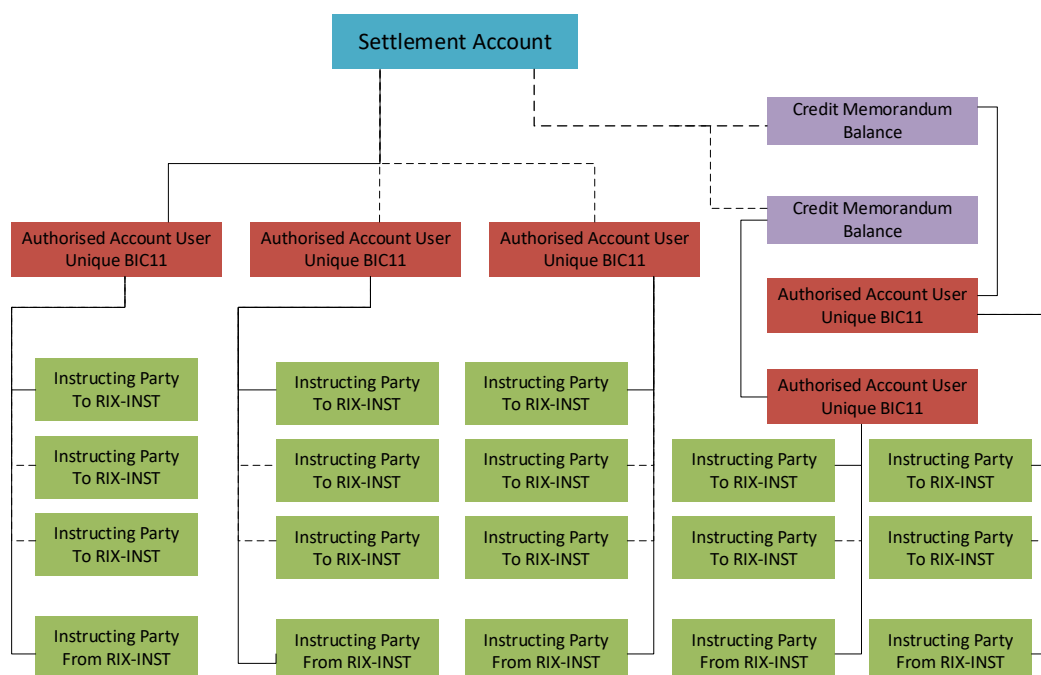 Settlement Account
Credit Memorandum
Balance
Credit Memorandum
Balance
Authorised Account User
Unique BIC11
Authorised Account User
Unique BIC11
Authorised Account User
Unique BIC11
Authorised Account User
Unique BIC11
Authorised Account User
Unique BIC11
Instructing Party
To RIX-INST
Instructing Party
To RIX-INST
Instructing Party
To RIX-INST
Instructing Party
To RIX-INST
Instructing Party
To RIX-INST
Instructing Party
To RIX-INST
Instructing Party
To RIX-INST
Instructing Party
To RIX-INST
Instructing Party
To RIX-INST
Instructing Party
To RIX-INST
Instructing Party
To RIX-INST
Instructing Party
To RIX-INST
Instructing Party
To RIX-INST
Instructing Party
From RIX-INST
Instructing Party
From RIX-INST
Instructing Party
From RIX-INST
Instructing Party
From RIX-INST
Instructing Party
From RIX-INST